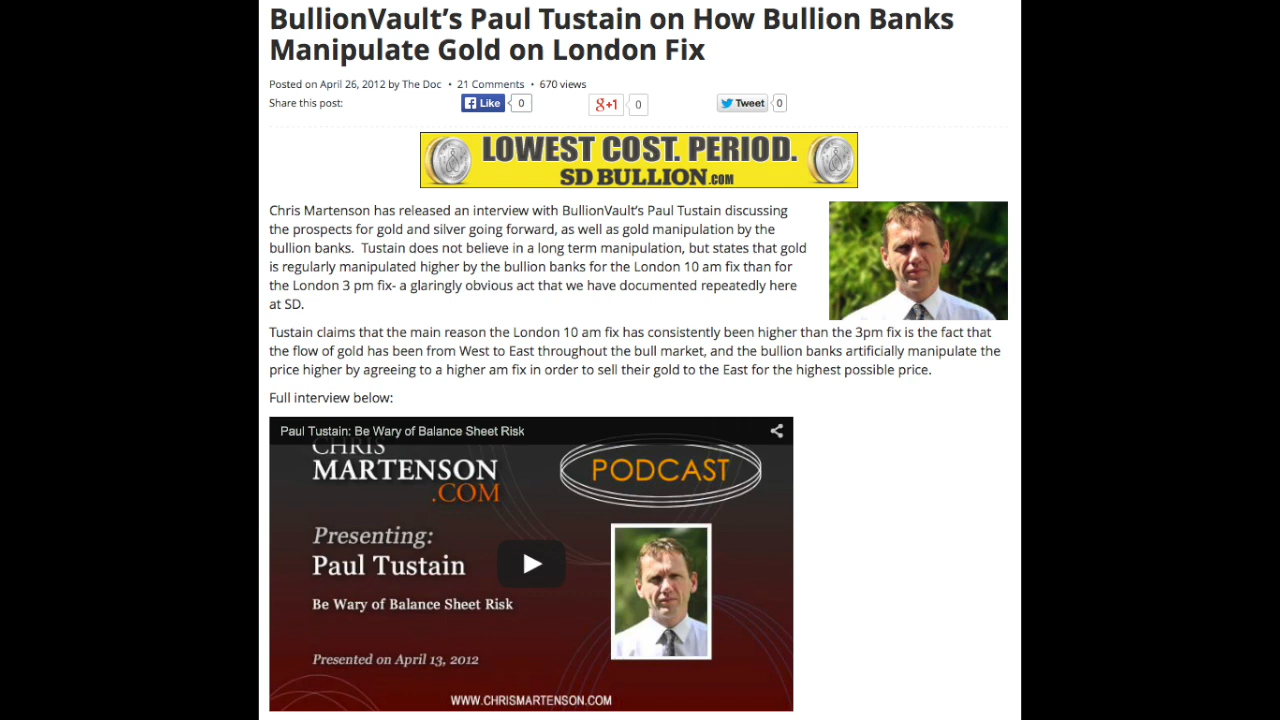 BullionVault’s Paul Tustain on How Bullion Banks
Manipulate Gold on London Fix
Posted on April 26, 2012 by The Doc • 21 Comments • 670 views
Share this post:
Like 0
g+1 0
Tweet 0
LOWEST COST. PERIOD.
SD BULLION.COM
Chris Martenson has released an interview with BullionVault’s Paul Tustain discussing
the prospects for gold and silver going forward, as well as gold manipulation by the
bullion banks. Tustain does not believe in a long term manipulation, but states that gold
is regularly manipulated higher by the bullion banks for the London 10 am fix than for
the London 3 pm fix- a glaringly obvious act that we have documented repeatedly here
at SD.
Tustain claims that the main reason the London 10 am fix has consistently been higher than the 3pm fix is the fact that
the flow of gold has been from West to East throughout the bull market, and the bullion banks artificially manipulate the
price higher by agreeing to a higher am fix in order to sell their gold to the East for the highest possible price.
Full interview below:
Paul Tustain: Be Wary of Balance Sheet Risk
CHRIS
MARTENSON
.COM
PODCAST
Presenting:
Paul Tustain
Be Wary of Balance Sheet Risk
Presented on April 13, 2012
WWW.CHRISMARTENSON.COM